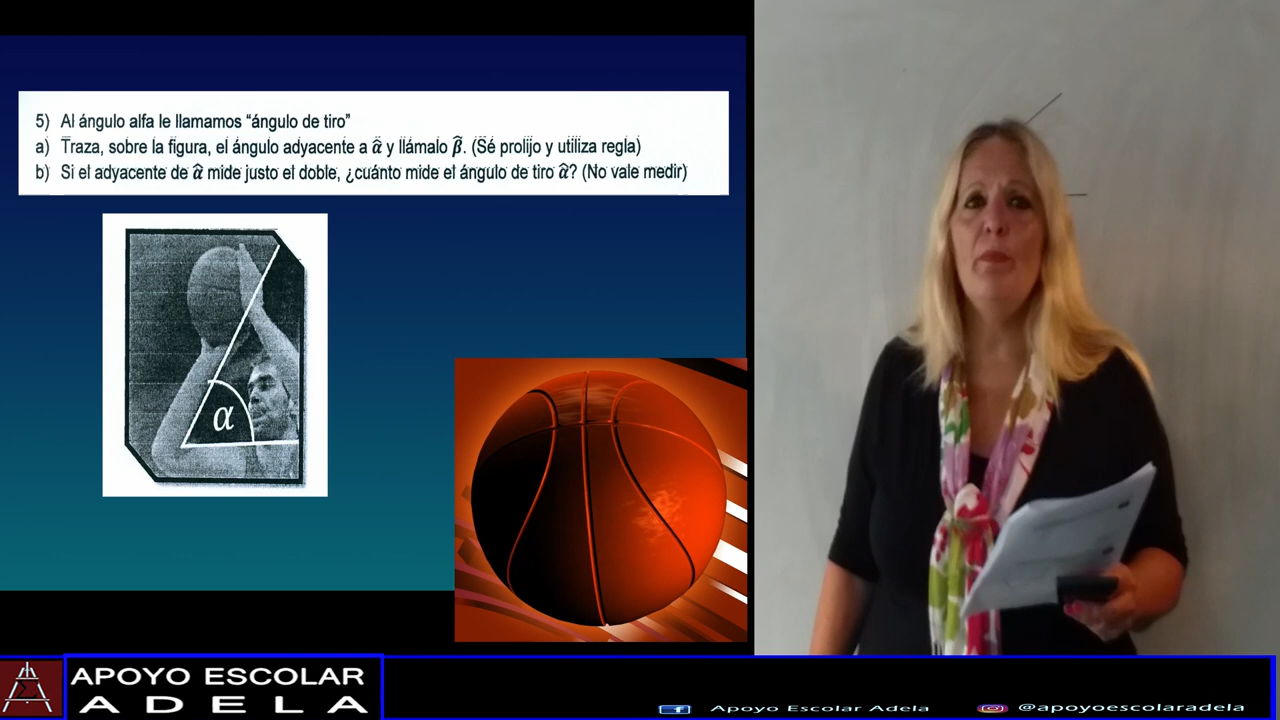 5) Al ángulo alfa le llamamos “ángulo de tiro”
a) Traza, sobre la figura, el ángulo adyacente a α̂ y llámalo β̂. (Sé prolijo y utiliza regla)
b) Si el adyacente de α̂ mide justo el doble, ¿cuánto mide el ángulo de tiro α̂? (No vale medir)
α
APOYO ESCOLAR
ADELA
Apoyo Escolar Adela
@apoyoescolaradela